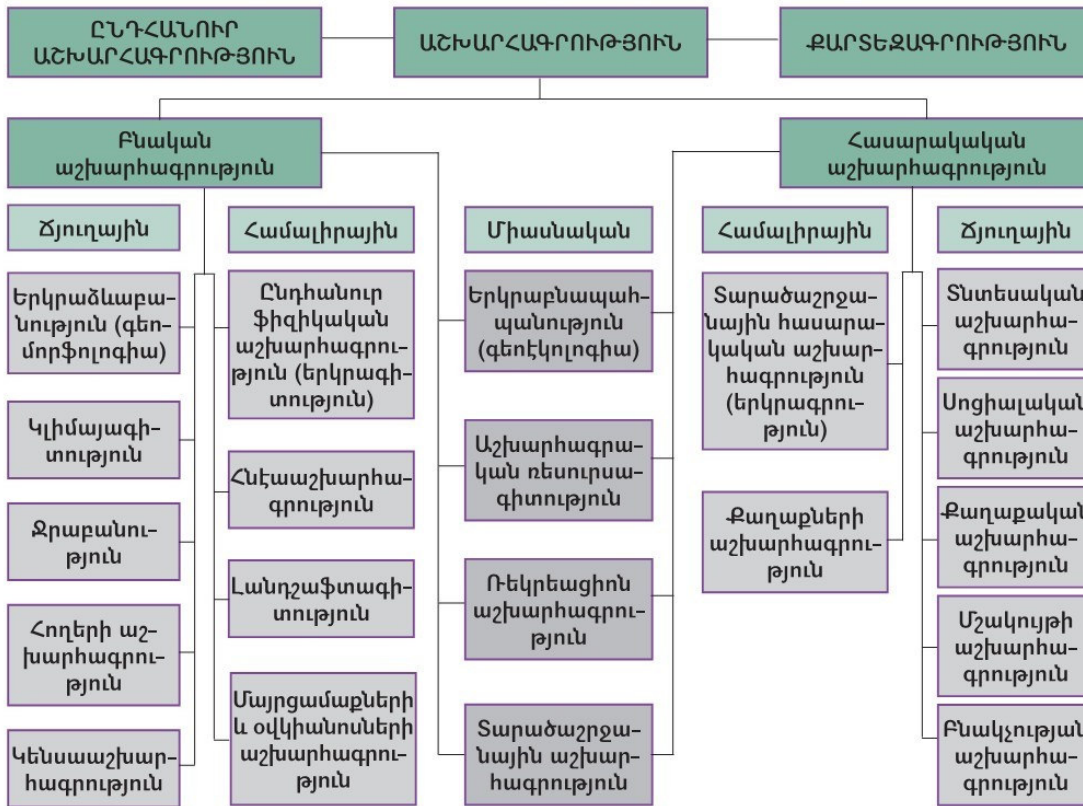 ԸՆԴՀԱՆՈՒՐ
ԱՇԽԱՐՀԱԳՐՈՒԹՅՈՒՆ
ԱՇԽԱՐՀԱԳՐՈՒԹՅՈՒՆ
ՔԱՐՏԵԶԱԳՐՈՒԹՅՈՒՆ
Բնական
աշխարհագրություն
Հասարակական
աշխարհագրություն
Ճյուղային
Երկրաձևաբա–
նություն (գեո–
մորֆոլոգիա)
Կլիմայագի–
տություն
Ջրաբանու–
թյուն
Հողերի աշ–
խարհագրու–
թյուն
Կենսաաշխար–
հագրություն
Համալիրային
Ընդհանուր
ֆիզիկական
աշխարհագրու–
թյուն (երկրագի–
տություն)
Հնէաաշխարհա–
գրություն
Լանդշաֆտագի–
տություն
Մայրցամաքների
և օվկիանոսների
աշխարհագրու–
թյուն
Միասնական
Երկրաբնապահ–
պանություն
(գեոէկոլոգիա)
Աշխարհագրա–
կան ռեսուրսա–
գիտություն
Ռեկրեացիոն
աշխարհագրու–
թյուն
Տարածաշրջա–
նային աշխար–
հագրություն
Համալիրային
Տարածաշրջա–
նային հասարա–
կական աշխար–
հագրություն
(երկրագրու–
թյուն)
Քաղաքների
աշխարհագրու–
թյուն
Ճյուղային
Տնտեսական
աշխարհա–
գրություն
Սոցիալական
աշխարհա–
գրություն
Քաղաքական
աշխարհա–
գրություն
Մշակույթի
աշխարհա–
գրություն
Բնակչության
աշխարհա–
գրություն